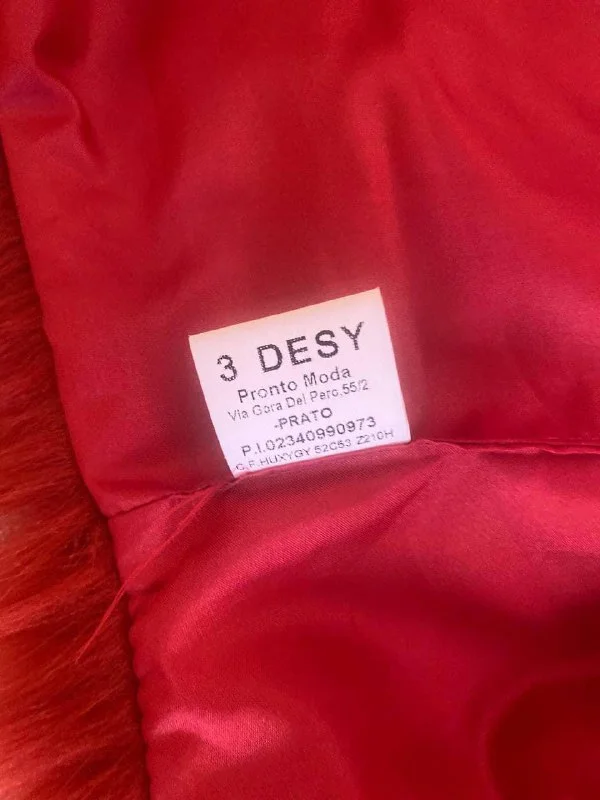 3 DESY
Pronto Moda
Via Gora Del Pero,55/2
-PRATO
P.I.02340990973
C.F.HUXYGY 52C53 Z210H